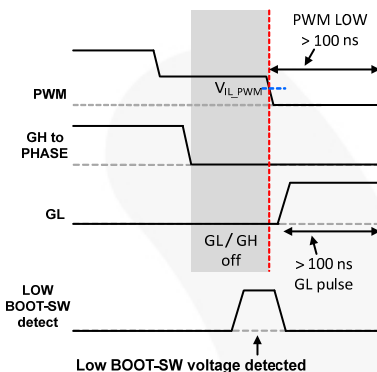 PWM LOW
> 100 ns
V_IL_PWM
PWM
GH to
PHASE
GL
GL / GH
off
> 100 ns
GL pulse
LOW
BOOT-SW
detect
Low BOOT-SW voltage detected